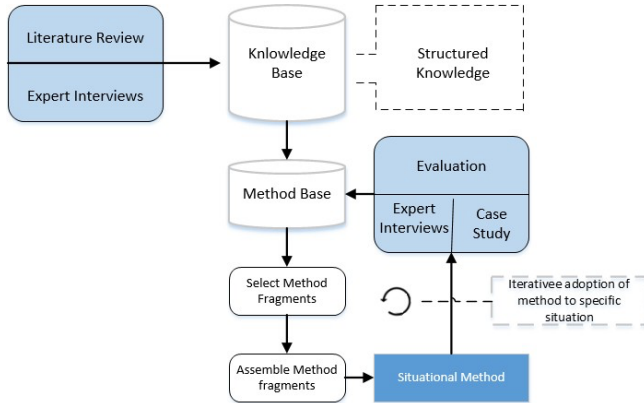 Literature Review
Expert Interviews
Knlowledge
Base
Structured
Knowledge
Method Base
Evaluation
Expert
Interviews
Case
Study
Select Method
Fragments
Iterativee adoption of
method to specific
situation
Assemble Method
fragments
Situational Method